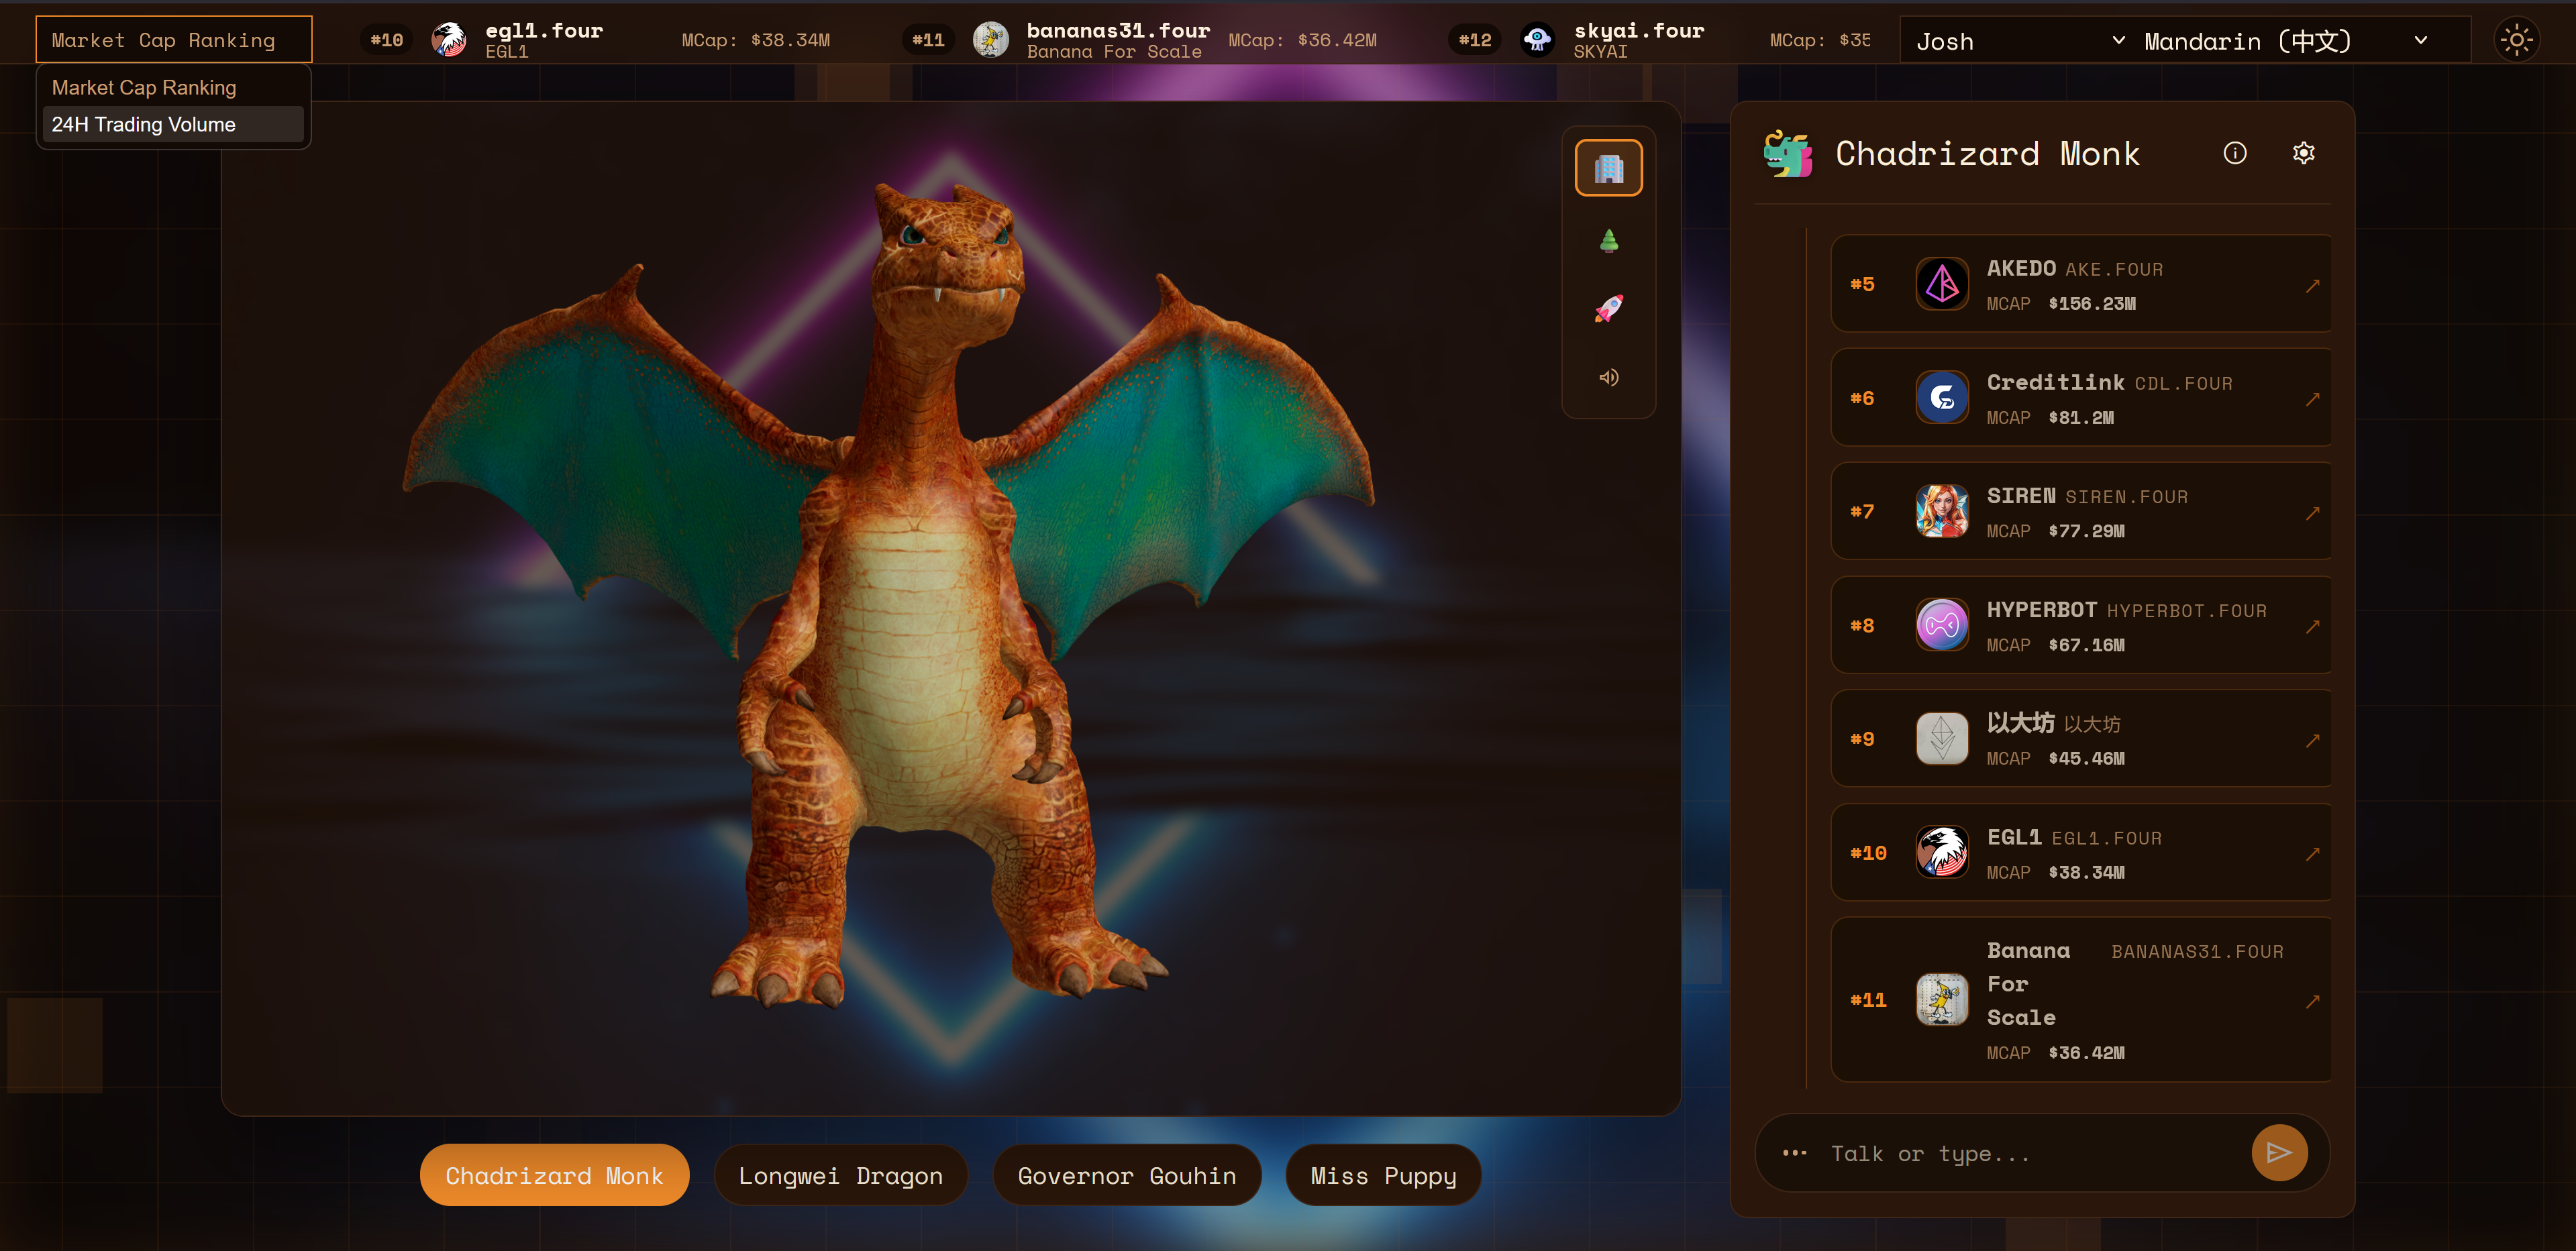 Market Cap Ranking
#10 egl1.four MCap: $38.34M
EGL1
#11 bananas31.four MCap: $36.42M
Banana For Scale
#12 skyai.four MCap: $35
SKYAI
Josh
Mandarin (中文)
Market Cap Ranking
24H Trading Volume
Chadrizard Monk
#5 AKEDO AKE.FOUR
MCAP $156.23M
#6 Creditlink CDL.FOUR
MCAP $81.2M
#7 SIREN SIREN.FOUR
MCAP $77.29M
#8 HYPERBOT HYPERBOT.FOUR
MCAP $67.16M
#9 以太坊 以太坊
MCAP $45.46M
#10 EGL1 EGL1.FOUR
MCAP $38.34M
#11 Banana BANANAS31.FOUR
For
Scale
MCAP $36.42M
Talk or type...
Chadrizard Monk
Longwei Dragon
Governor Gouhin
Miss Puppy